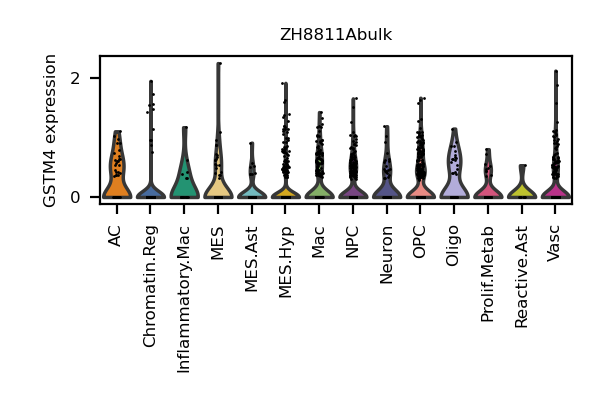 ZH8811Abulk
GSTM4 expression
2
0
AC
Chromatin.Reg
Inflammatory.Mac
MES
MES.Ast
MES.Hyp
Mac
NPC
Neuron
OPC
Oligo
Prolif.Metab
Reactive.Ast
Vasc